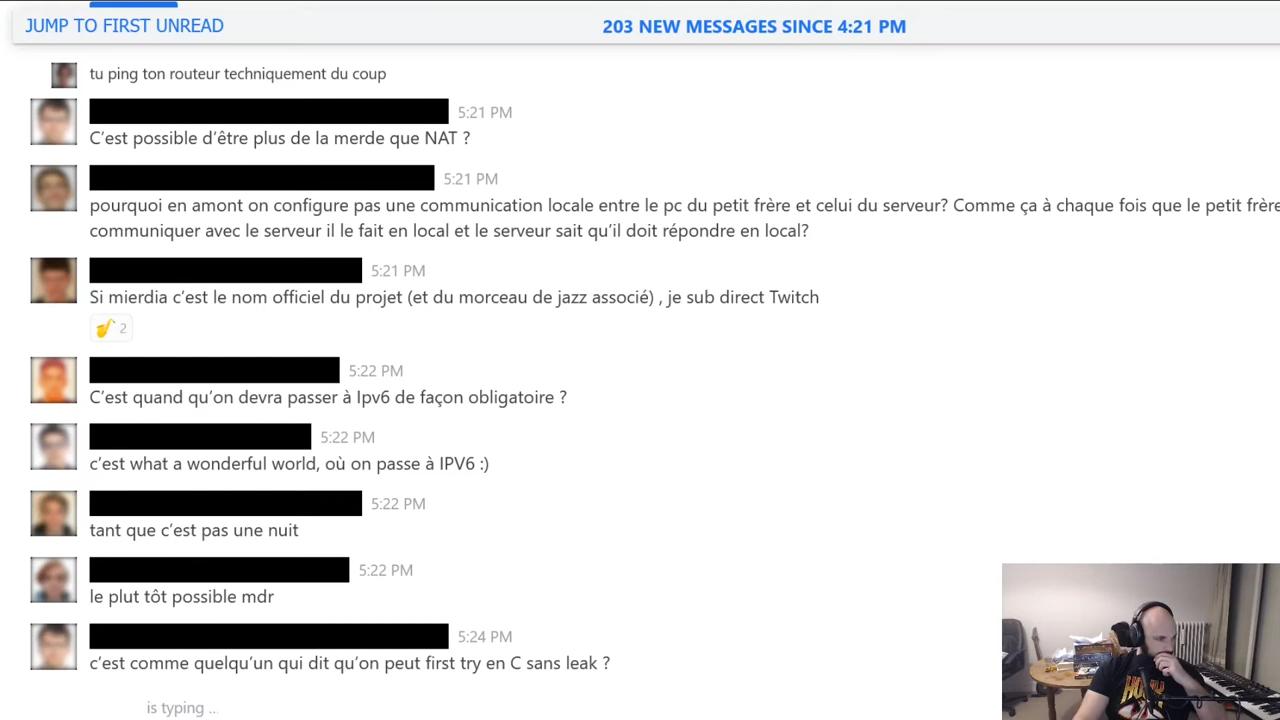 JUMP TO FIRST UNREAD
203 NEW MESSAGES SINCE 4:21 PM
tu ping ton routeur techniquement du coup
5:21 PM
C'est possible d'être plus de la merde que NAT ?
5:21 PM
pourquoi en amont on configure pas une communication locale entre le pc du petit frère et celui du serveur? Comme ça à chaque fois que le petit frère
communiquer avec le serveur il le fait en local et le serveur sait qu'il doit répondre en local?
5:21 PM
Si mierdia c'est le nom officiel du projet (et du morceau de jazz associé) , je sub direct Twitch
2
5:22 PM
C'est quand qu'on devra passer à Ipv6 de façon obligatoire ?
5:22 PM
c'est what a wonderful world, où on passe à IPV6 :)
5:22 PM
tant que c'est pas une nuit
5:22 PM
le plut tôt possible mdr
5:24 PM
c'est comme quelqu'un qui dit qu'on peut first try en C sans leak ?
is typing ...